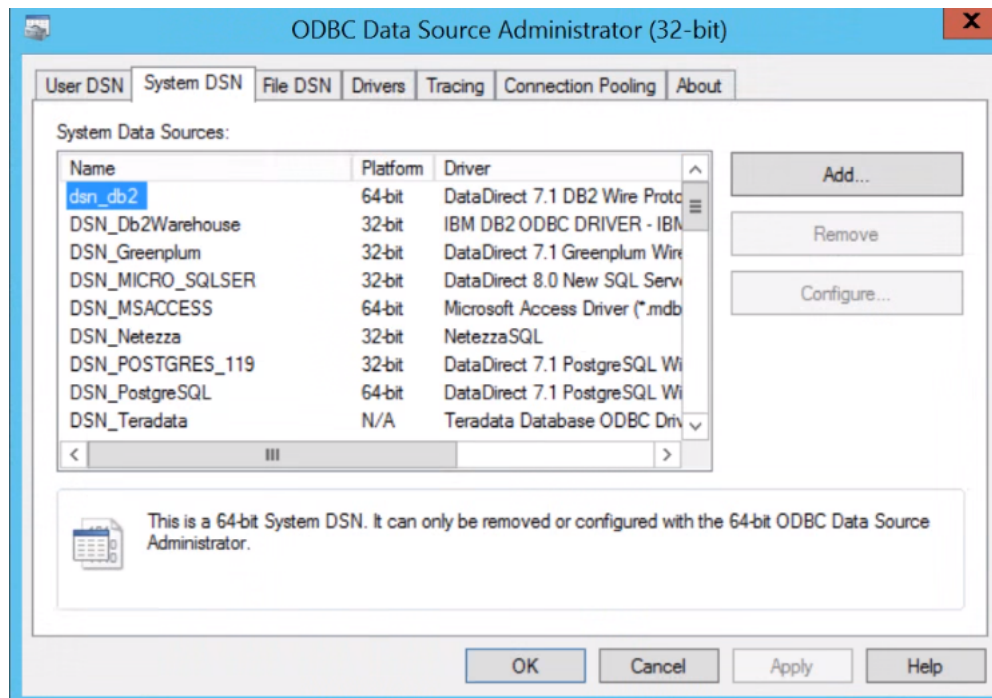 ODBC Data Source Administrator (32-bit)
User DSN System DSN File DSN Drivers Tracing Connection Pooling About
System Data Sources:
Name Platform Driver
dsn_db2 64-bit DataDirect 7.1 DB2 Wire Proto
DSN_Db2Warehouse 32-bit IBM DB2 ODBC DRIVER - IBM
DSN_Greenplum 32-bit DataDirect 7.1 Greenplum Wire
DSN_MICRO_SQLSER 32-bit DataDirect 8.0 New SQL Serv
DSN_MSACCESS 64-bit Microsoft Access Driver (*.mdb
DSN_Netezza 32-bit NetezzaSQL
DSN_POSTGRES_119 32-bit DataDirect 7.1 PostgreSQL Wi
DSN_PostgreSQL 64-bit DataDirect 7.1 PostgreSQL Wi
DSN_Teradata N/A Teradata Database ODBC Driv
Add...
Remove
Configure...
This is a 64-bit System DSN. It can only be removed or configured with the 64-bit ODBC Data Source
Administrator.
OK Cancel Apply Help